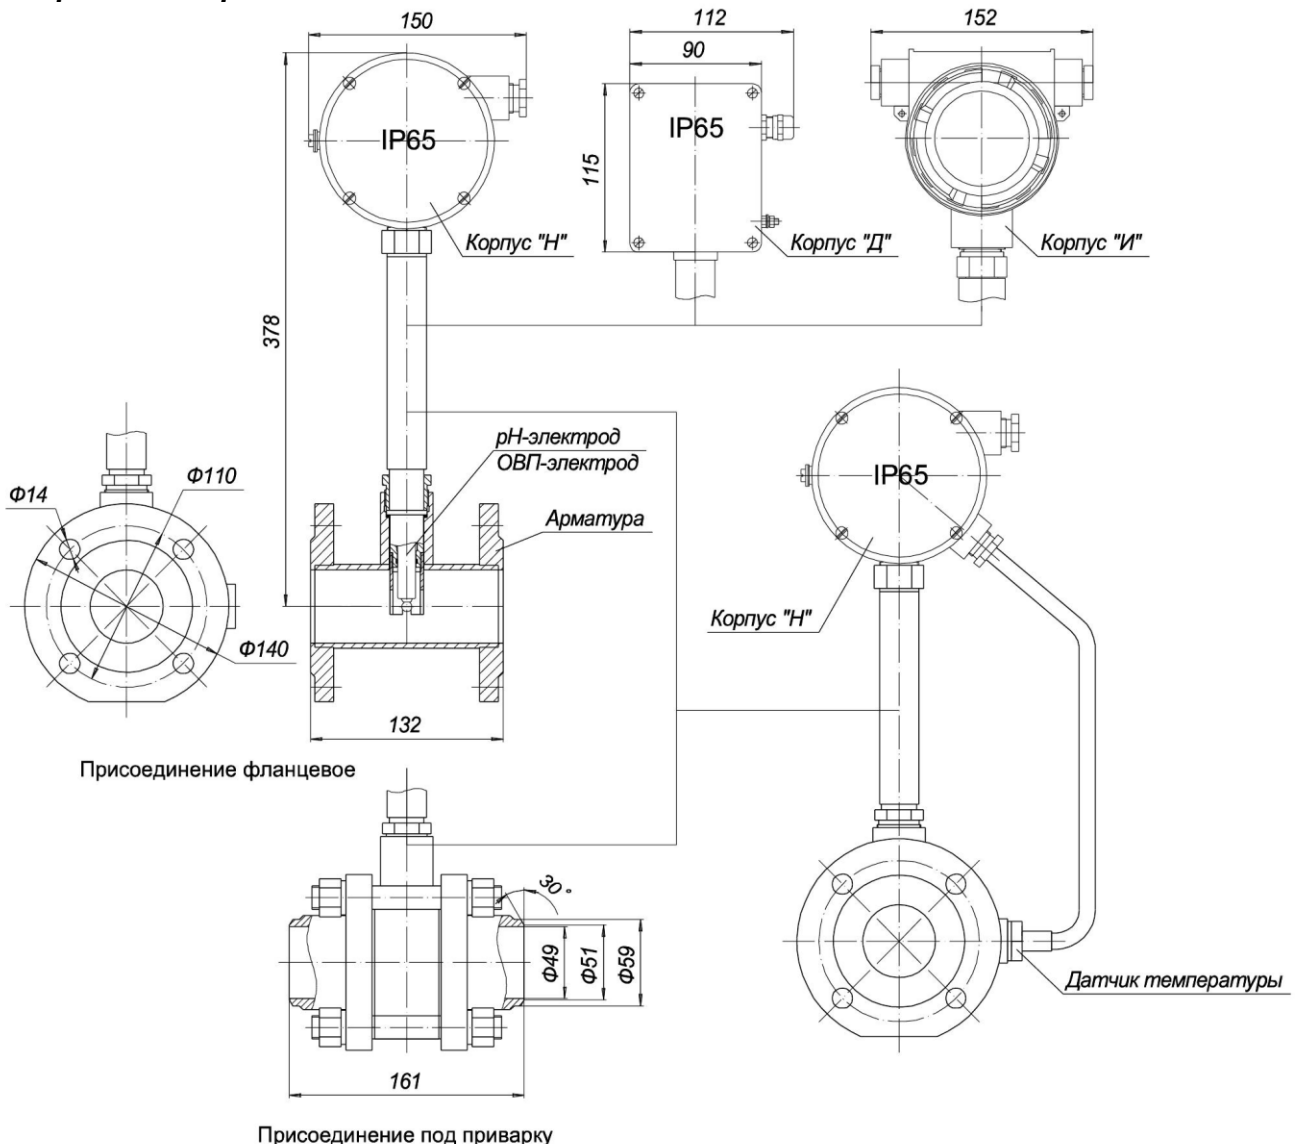 150
112
90
152
IP65
IP65
115
Корпус "Н"
Корпус "Д"
Корпус "И"
378
pH-электрод
ОВП-электрод
Ф110
Ф14
IP65
Арматура
Корпус "Н"
Ф140
132
Присоединение фланцевое
30°
Ф49
Ф51
Ф59
Датчик температуры
161
Присоединение под приварку